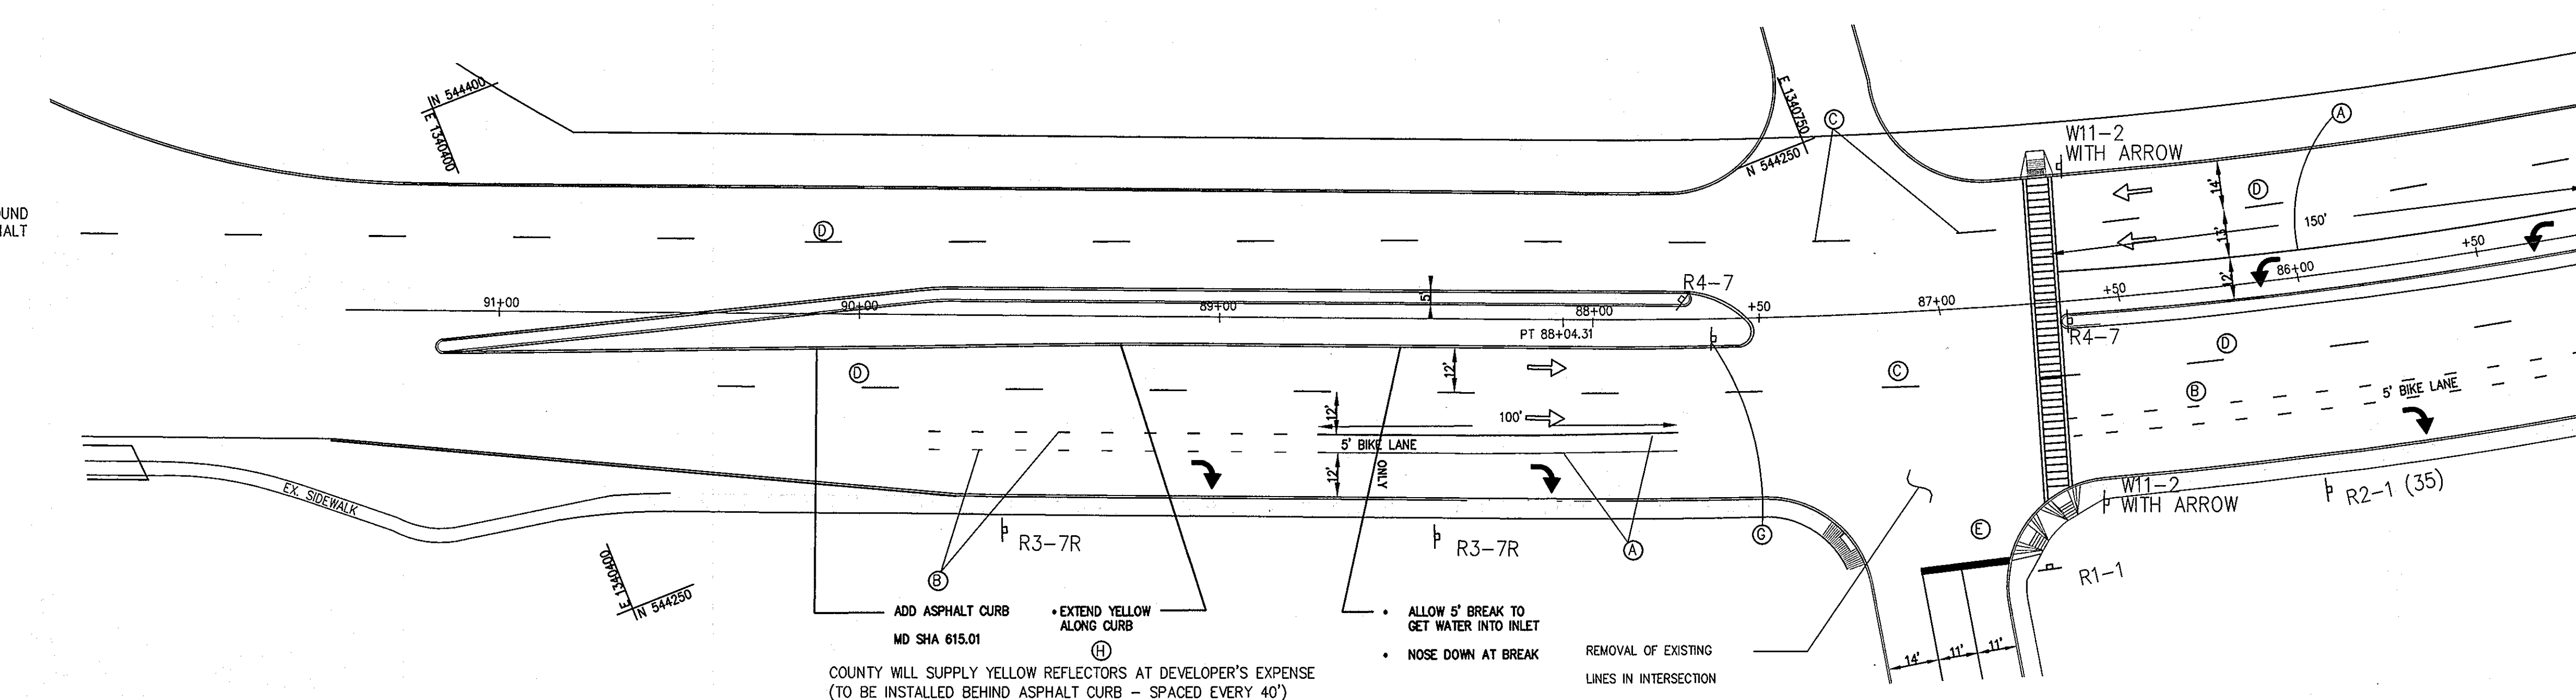 N 544400
E 1340400
E 1340750
N 544250
C
A
W11-2
WITH ARROW
OUND
HALT
D
14'
D
13'
150'
12'
+50
86+00
+50
R4-7
5'
91+00
90+00
89+00
88+00
+50
87+00
PT 88+04.31
R4-7
D
12'
D
C
B
5' BIKE LANE
12'
100'
5' BIKE LANE
12'
ONLY
EX. SIDEWALK
W11-2
WITH ARROW
R2-1 (35)
R3-7R
R3-7R
A
G
E
R1-1
B
E 1340400
N 544250
ADD ASPHALT CURB
MD SHA 615.01
• EXTEND YELLOW
ALONG CURB
H
• ALLOW 5' BREAK TO
GET WATER INTO INLET
• NOSE DOWN AT BREAK
REMOVAL OF EXISTING
LINES IN INTERSECTION
14'
11'
11'
COUNTY WILL SUPPLY YELLOW REFLECTORS AT DEVELOPER'S EXPENSE
(TO BE INSTALLED BEHIND ASPHALT CURB – SPACED EVERY 40')